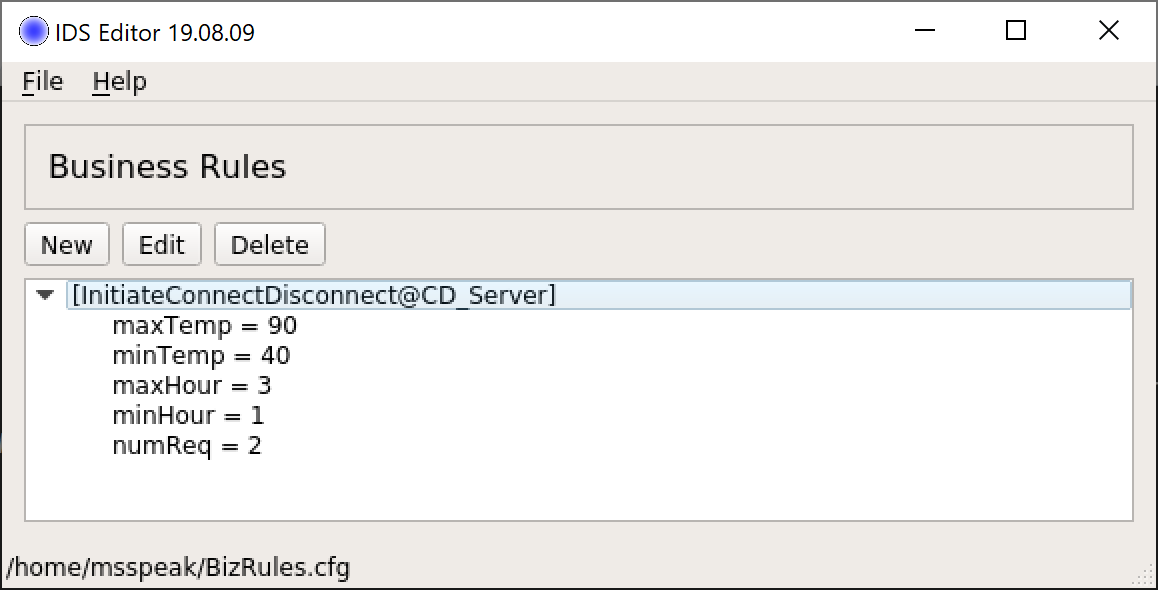 IDS Editor 19.08.09
File Help
Business Rules
New Edit Delete
[InitiateConnectDisconnect@CD_Server]
maxTemp = 90
minTemp = 40
maxHour = 3
minHour = 1
numReq = 2
/home/msspeak/BizRules.cfg